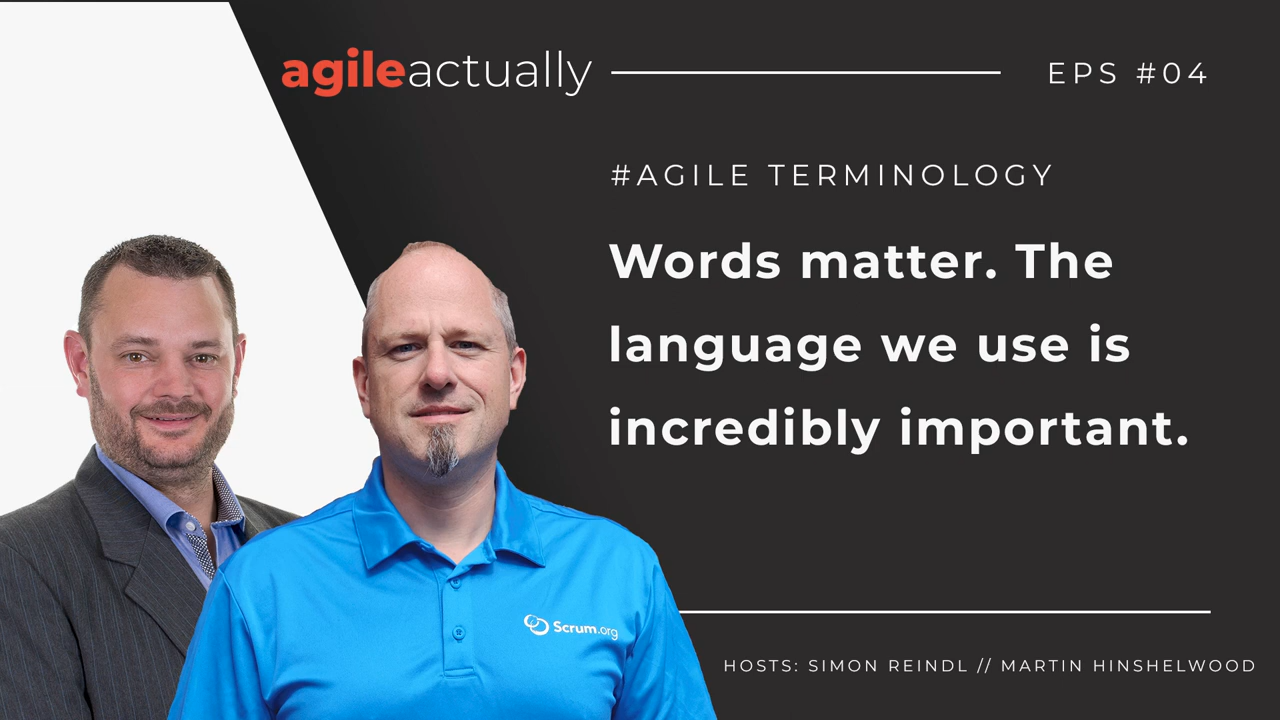 agileactually
EPS #04
#AGILE TERMINOLOGY
Words matter. The
language we use is
incredibly important.
Scrum.org
HOSTS: SIMON REINDL // MARTIN HINSHELWOOD